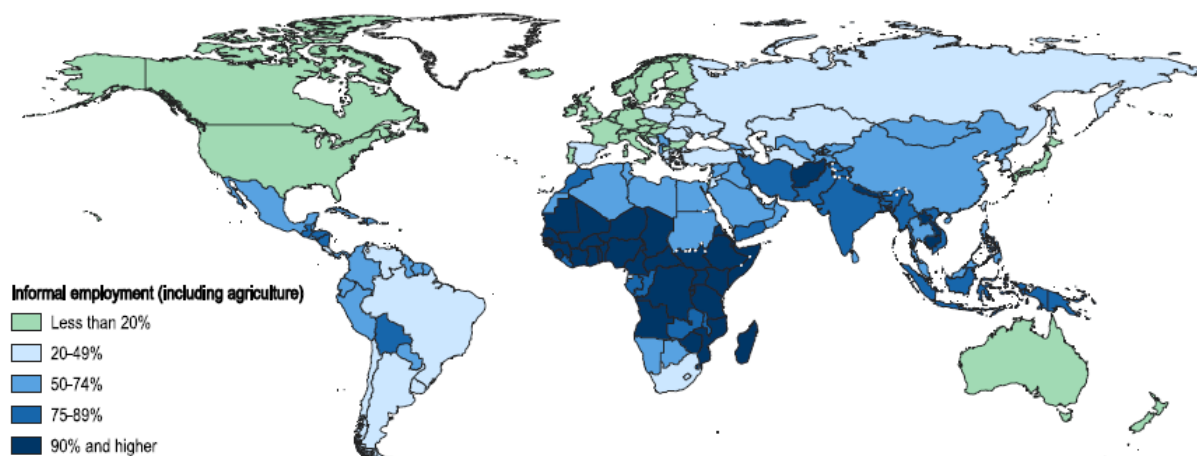 Informal employment (including agriculture)
Less than 20%
20-49%
50-74%
75-89%
90% and higher